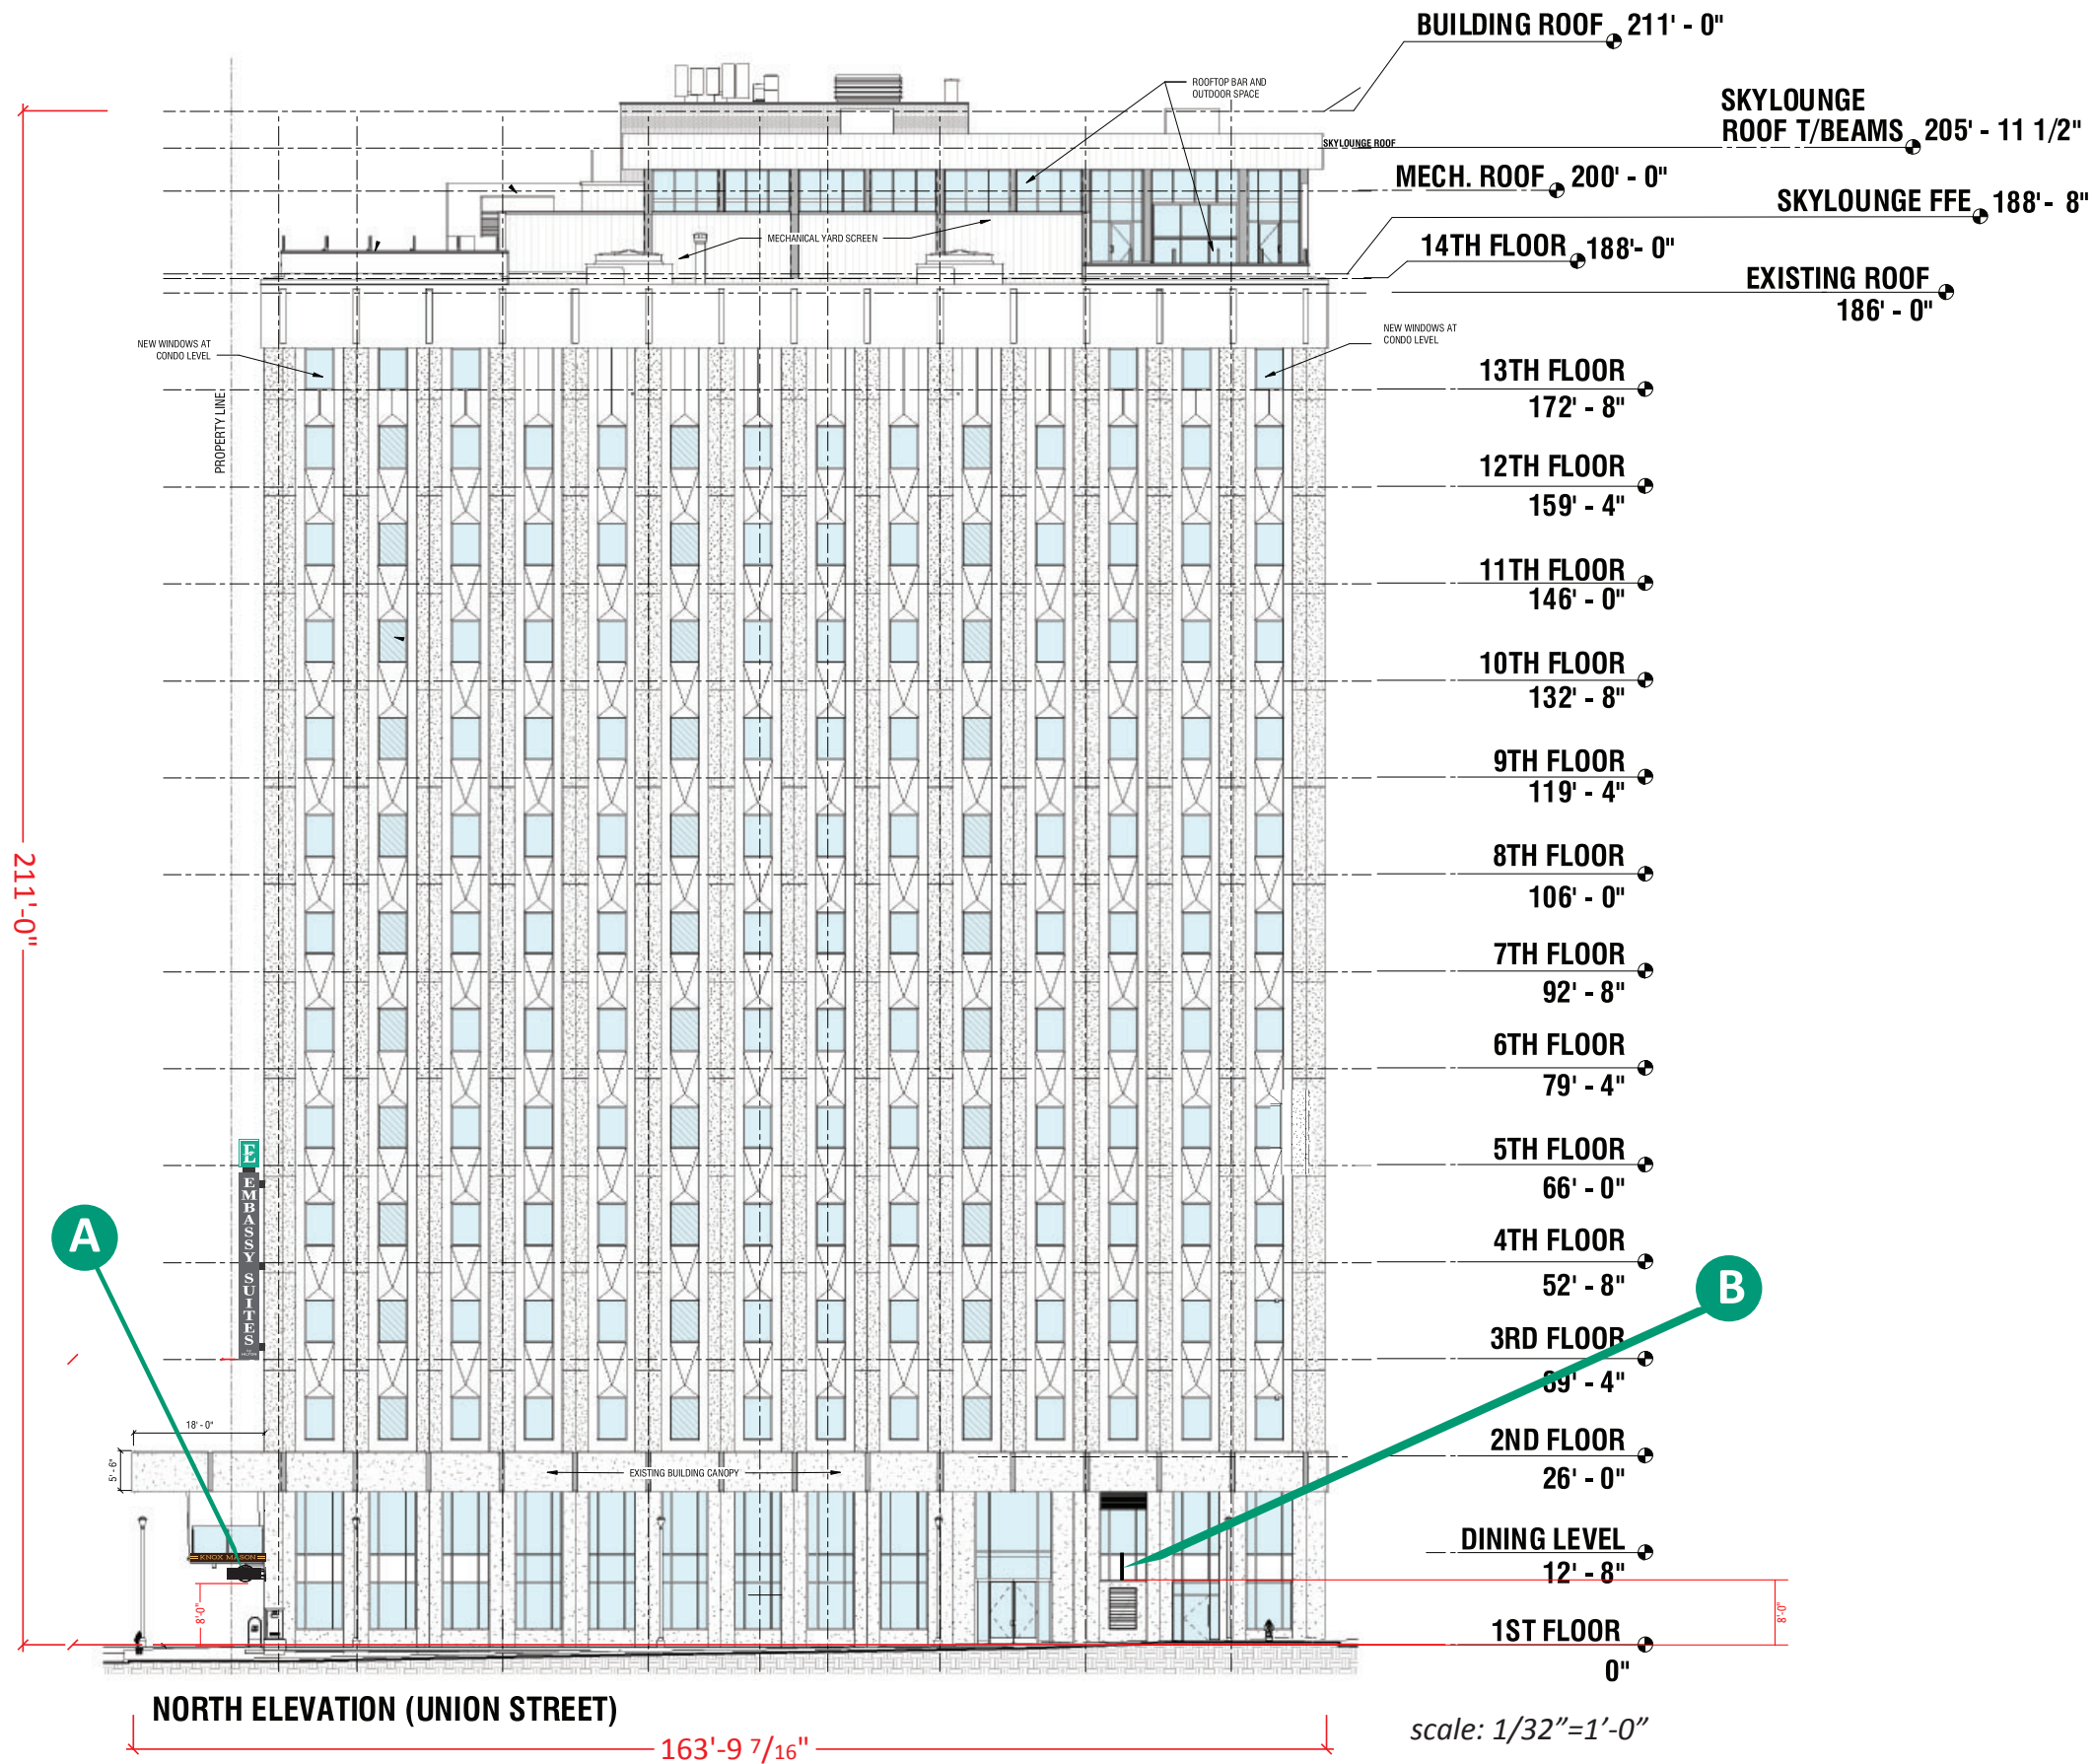 BUILDING ROOF 211' - 0"
ROOFTOP BAR AND
OUTDOOR SPACE
SKYLOUNGE
ROOF T/BEAMS 205' - 11 1/2"
SKYLOUNGE ROOF
MECH. ROOF 200' - 0"
SKYLOUNGE FFE 188'- 8"
MECHANICAL YARD SCREEN
14TH FLOOR 188'- 0"
EXISTING ROOF
186' - 0"
NEW WINDOWS AT
CONDO LEVEL
NEW WINDOWS AT
CONDO LEVEL
PROPERTY LINE
13TH FLOOR
172' - 8"
12TH FLOOR
159' - 4"
11TH FLOOR
146' - 0"
10TH FLOOR
132' - 8"
9TH FLOOR
119' - 4"
211'-0"
8TH FLOOR
106' - 0"
7TH FLOOR
92' - 8"
6TH FLOOR
79' - 4"
E
EMBASSY SUITES
5TH FLOOR
66' - 0"
A
4TH FLOOR
52' - 8"
B
3RD FLOOR
39' - 4"
18' - 0"
2ND FLOOR
26' - 0"
5' - 6"
EXISTING BUILDING CANOPY
KNOX MASON
DINING LEVEL
12' - 8"
8'-0"
8'-0"
1ST FLOOR
0"
NORTH ELEVATION (UNION STREET)
scale: 1/32"=1'-0"
163'-9 7/16"